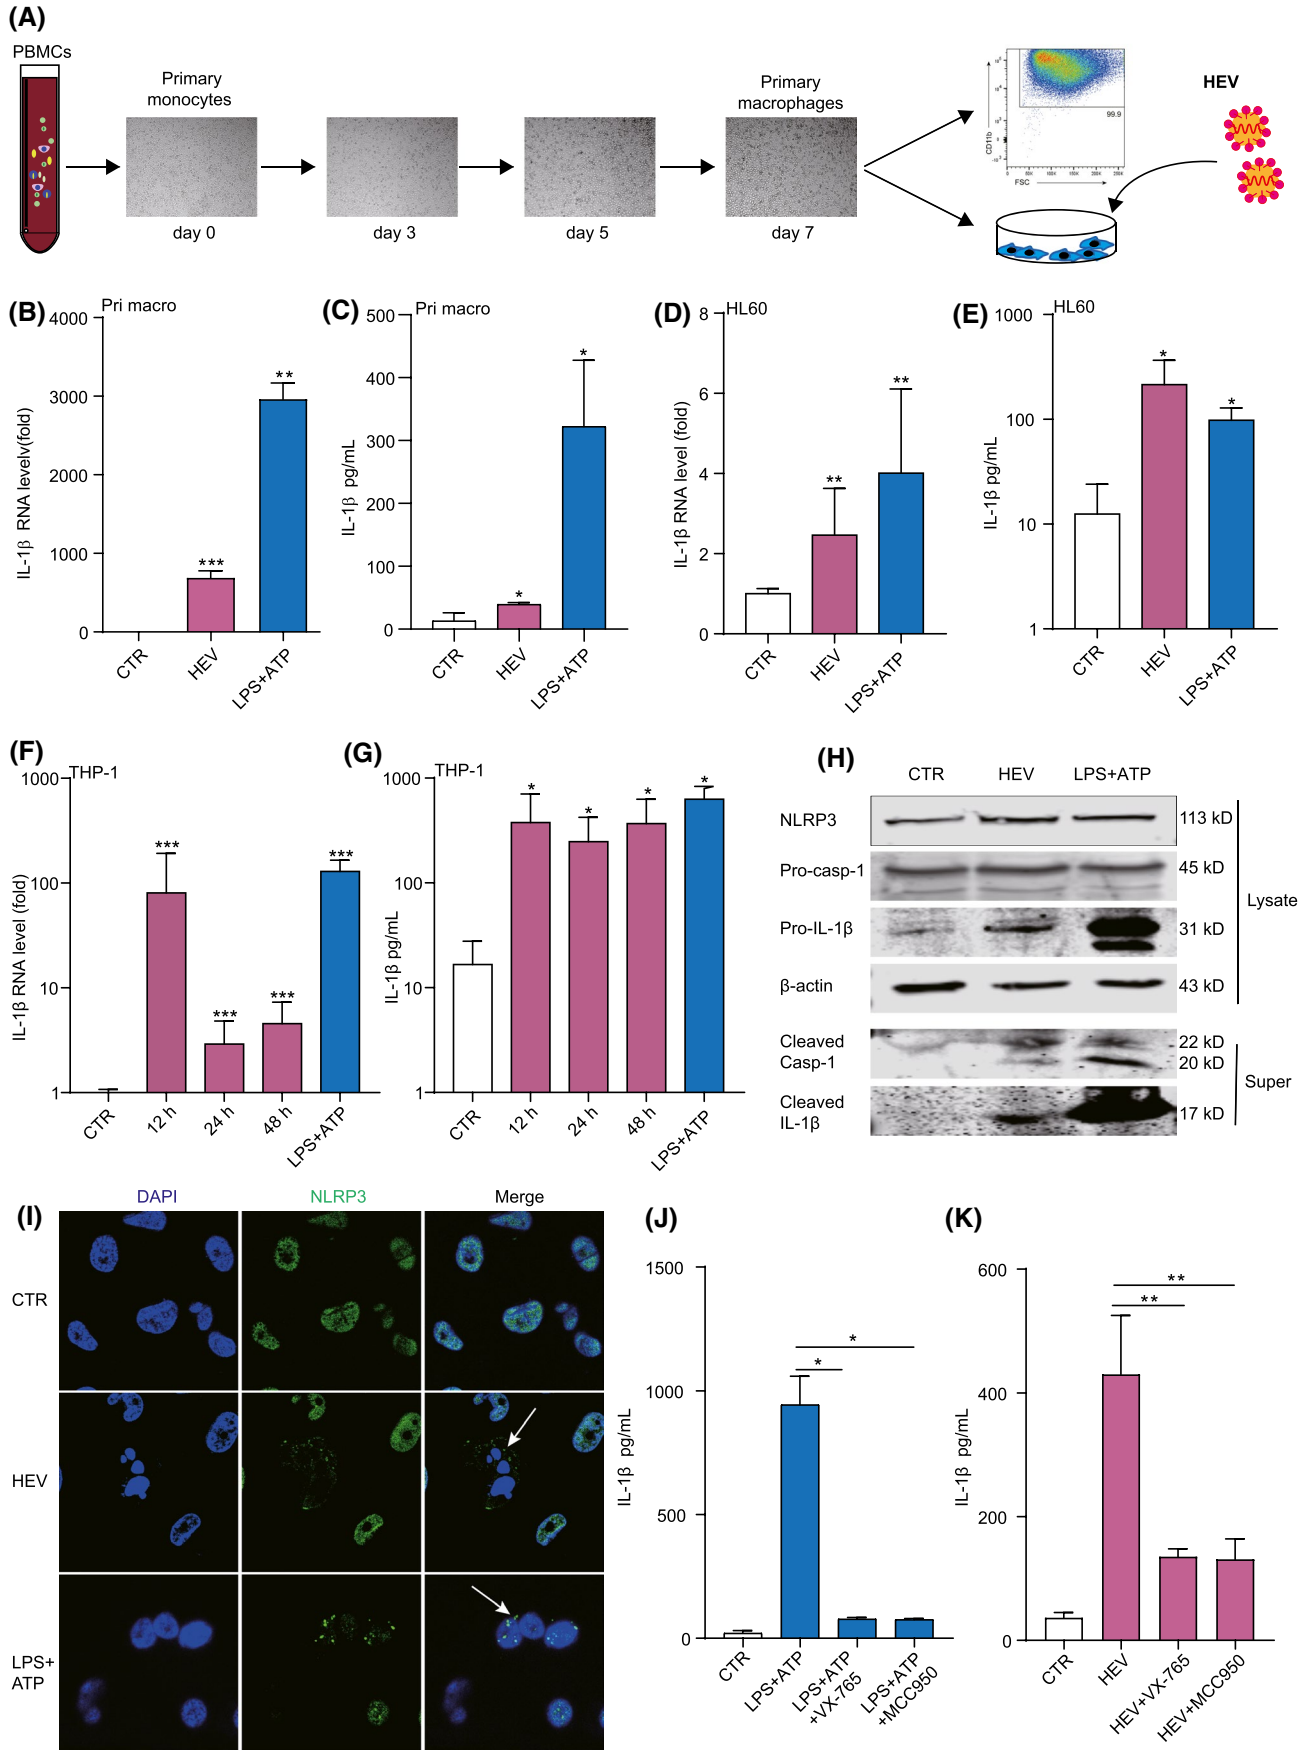 (A)
PBMCs
Primary
monocytes
day 0
day 3
day 5
Primary
macrophages
day 7
CD11b
99.9
0 50K 100K 150K 200K 250K
FSC
HEV
(B)
Pri macro
IL-1β RNA levelv(fold)
4000
3000
2000
1000
0
***
**
CTR
HEV
LPS+ATP
(C)
Pri macro
IL-1β pg/mL
500
400
300
200
100
0
*
*
CTR
HEV
LPS+ATP
(D)
HL60
IL-1β RNA level (fold)
8
6
4
2
0
**
**
CTR
HEV
LPS+ATP
(E)
HL60
IL-1β pg/mL
1000
100
10
1
*
*
CTR
HEV
LPS+ATP
(F)
THP-1
IL-1β RNA level (fold)
1000
100
10
1
***
***
***
***
CTR
12 h
24 h
48 h
LPS+ATP
(G)
THP-1
IL-1β pg/mL
1000
100
10
1
*
*
*
*
CTR
12 h
24 h
48 h
LPS+ATP
(H)
CTR HEV LPS+ATP
NLRP3 113 kD
Pro-casp-1 45 kD
Pro-IL-1β 31 kD
β-actin 43 kD
Lysate
Cleaved 22 kD
Casp-1 20 kD
Cleaved
IL-1β 17 kD
Super
(I)
DAPI NLRP3 Merge
CTR
HEV
LPS+
ATP
(J)
IL-1β pg/mL
1500
1000
500
0
*
*
CTR
LPS+ATP
LPS+ATP
+VX-765
LPS+ATP
+MCC950
(K)
IL-1β pg/mL
600
400
200
0
**
**
CTR
HEV
HEV+VX-765
HEV+MCC950